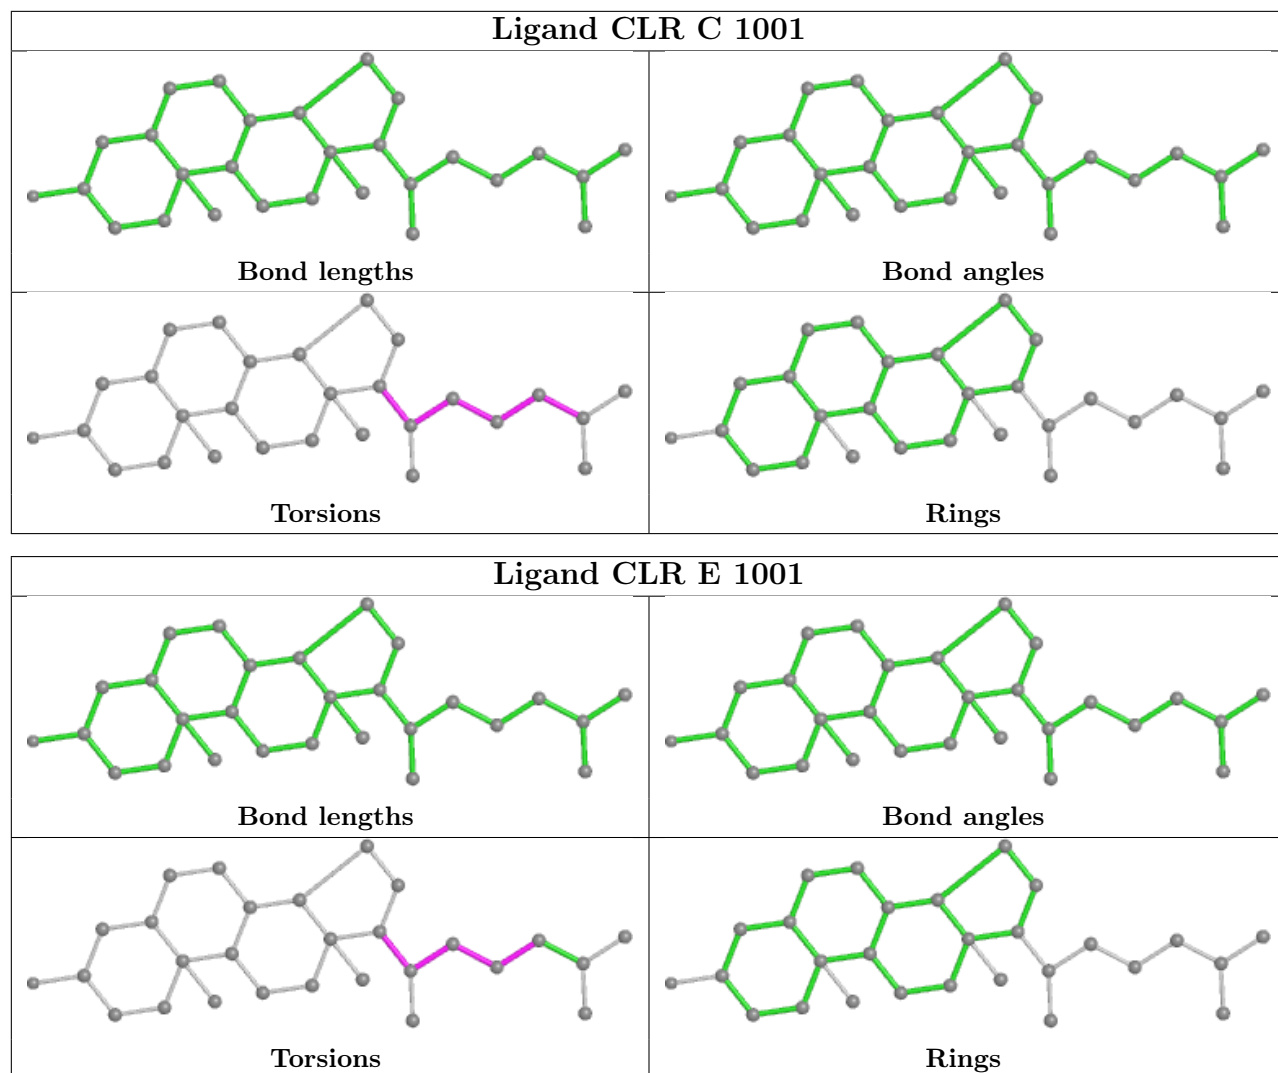 Ligand CLR C 1001
Bond lengths
Bond angles
Torsions
Rings
Ligand CLR E 1001
Bond lengths
Bond angles
Torsions
Rings